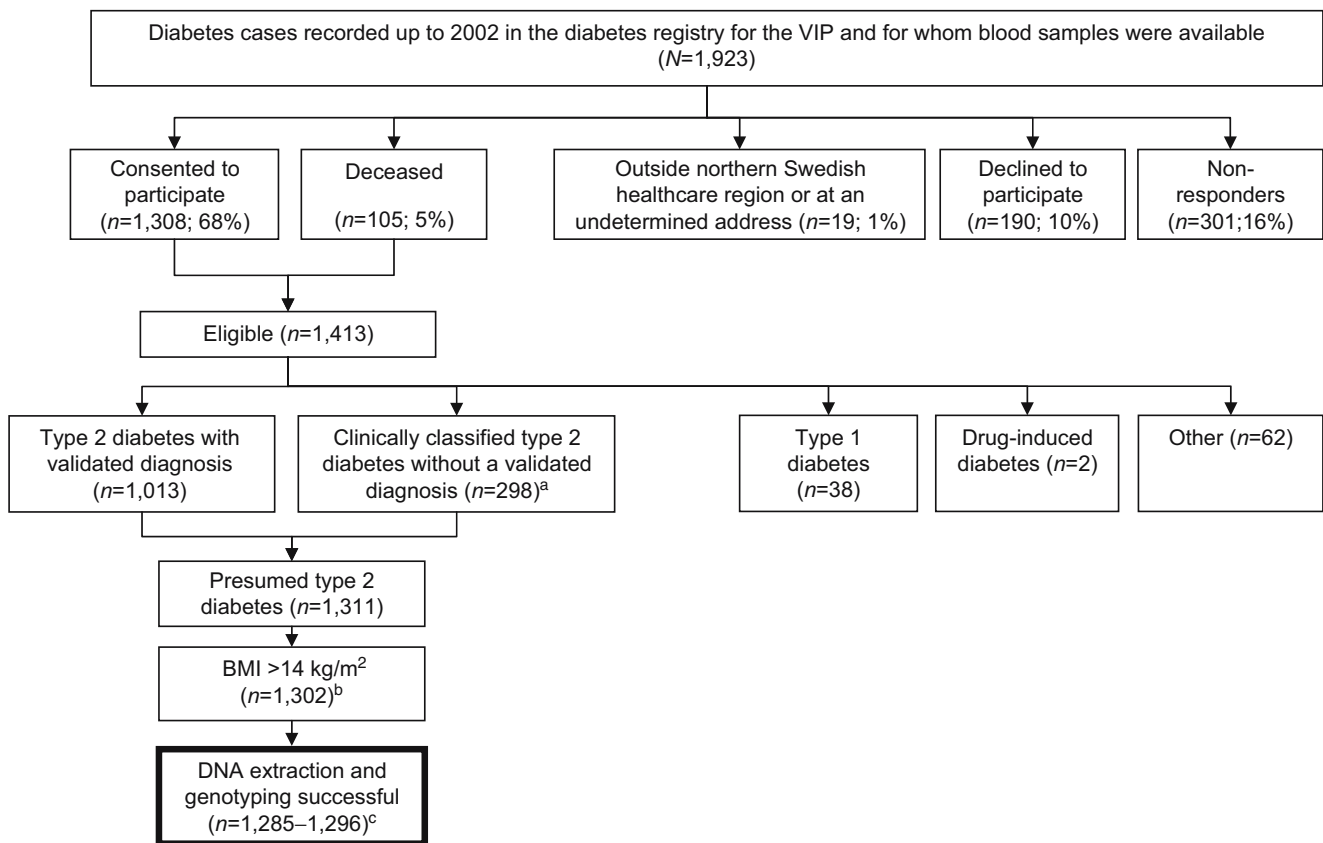 Diabetes cases recorded up to 2002 in the diabetes registry for the VIP and for whom blood samples were available
(N=1,923)
Consented to
participate
(n=1,308; 68%)
Deceased
(n=105; 5%)
Outside northern Swedish
healthcare region or at an
undetermined address (n=19; 1%)
Declined to
participate
(n=190; 10%)
Non-
responders
(n=301;16%)
Eligible (n=1,413)
Type 2 diabetes with
validated diagnosis
(n=1,013)
Clinically classified type 2
diabetes without a validated
diagnosis (n=298)a
Type 1
diabetes
(n=38)
Drug-induced
diabetes (n=2)
Other (n=62)
Presumed type 2
diabetes (n=1,311)
BMI >14 kg/m2
(n=1,302)b
DNA extraction and
genotyping successful
(n=1,285–1,296)c